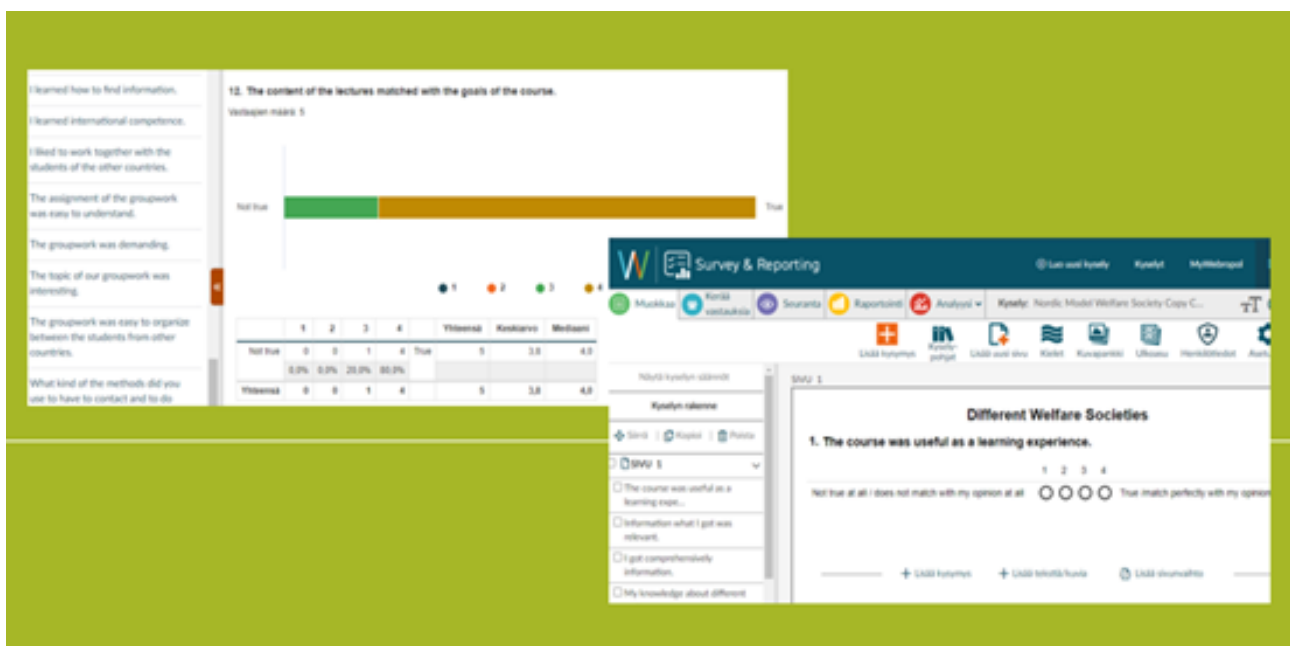 I learned how to find information.
I learned international competence.
I liked to work together with the
students of the other countries.
The assignment of the groupwork
was easy to understand.
The groupwork was demanding.
The topic of our groupwork was
interesting.
The groupwork was easy to organize
between the students from other
countries.
What kind of the methods did you
use to have to contact and to do
12. The content of the lectures matched with the goals of the course.
Vastaajien määrä: 5
Not true
True
1 2 3 4
1 2 3 4 Yhteensä Keskiarvo Mediaani
Not true 0 0 1 4 True 5 3,8 4,0
0,0% 0,0% 20,0% 80,0%
Yhteensä 0 0 1 4 5 3,8 4,0
W Survey & Reporting
Luo uusi kysely Kyselyt MyWebropol
Muokkaa Kerää
vastauksia Seuranta Raportointi Analyysi Kysely: Nordic Model Welfare Society Copy C...
TT
Lisää kysymys Kysely-
pohjat Lisää uusi sivu Kielet Kuvapankki Ulkoasu Henkilötiedot Asetu
Näytä kyselyn säännöt
Kyselyn rakenne
Siirrä | Kopioi | Poista
SIVU 1
The course was useful as a
learning expe...
Information what I got was
relevant.
I got comprehensively
information.
My knowledge about different
SIVU 1
Different Welfare Societies
1. The course was useful as a learning experience.
1 2 3 4
Not true at all / does not match with my opinion at all True /match perfectly with my opinion
+ Lisää kysymys + Lisää tekstiä/kuvia Lisää sivunvaihto